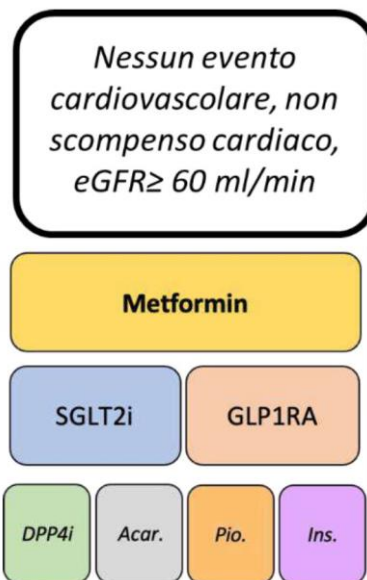 Nessun evento
cardiovascolare, non
scompenso cardiaco,
eGFR≥ 60 ml/min
Metformin
SGLT2i GLP1RA
DPP4i Acar. Pio. Ins.